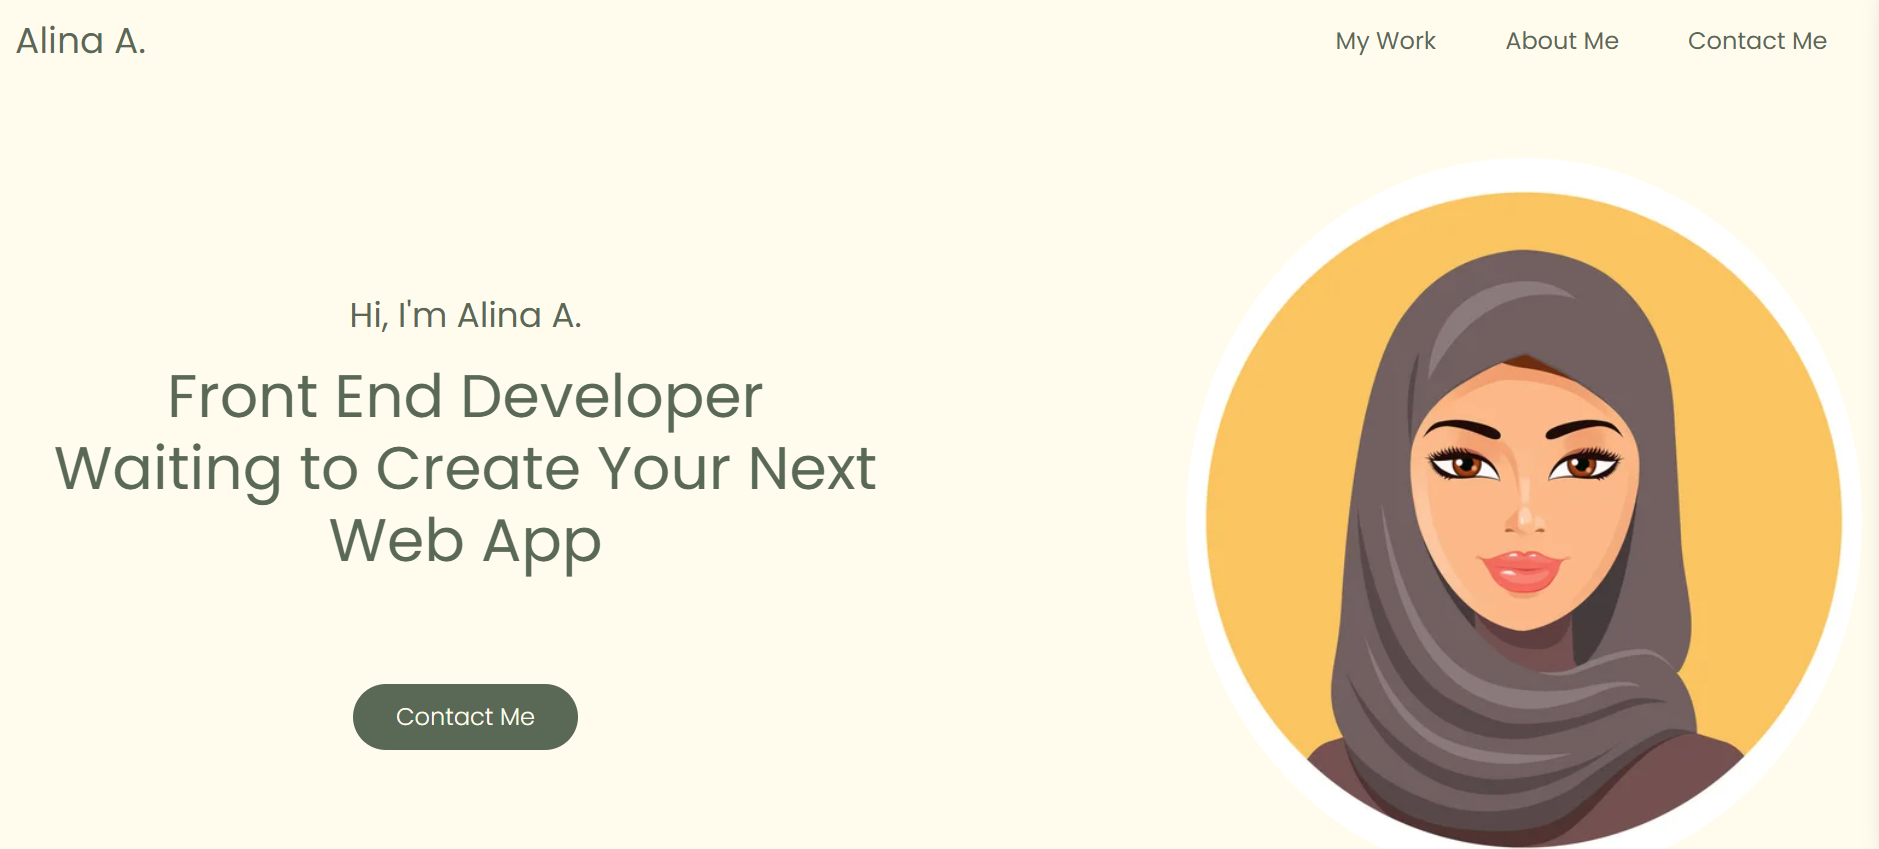 Alina A.
My Work
About Me
Contact Me
Hi, I'm Alina A.
Front End Developer
Waiting to Create Your Next
Web App
Contact Me